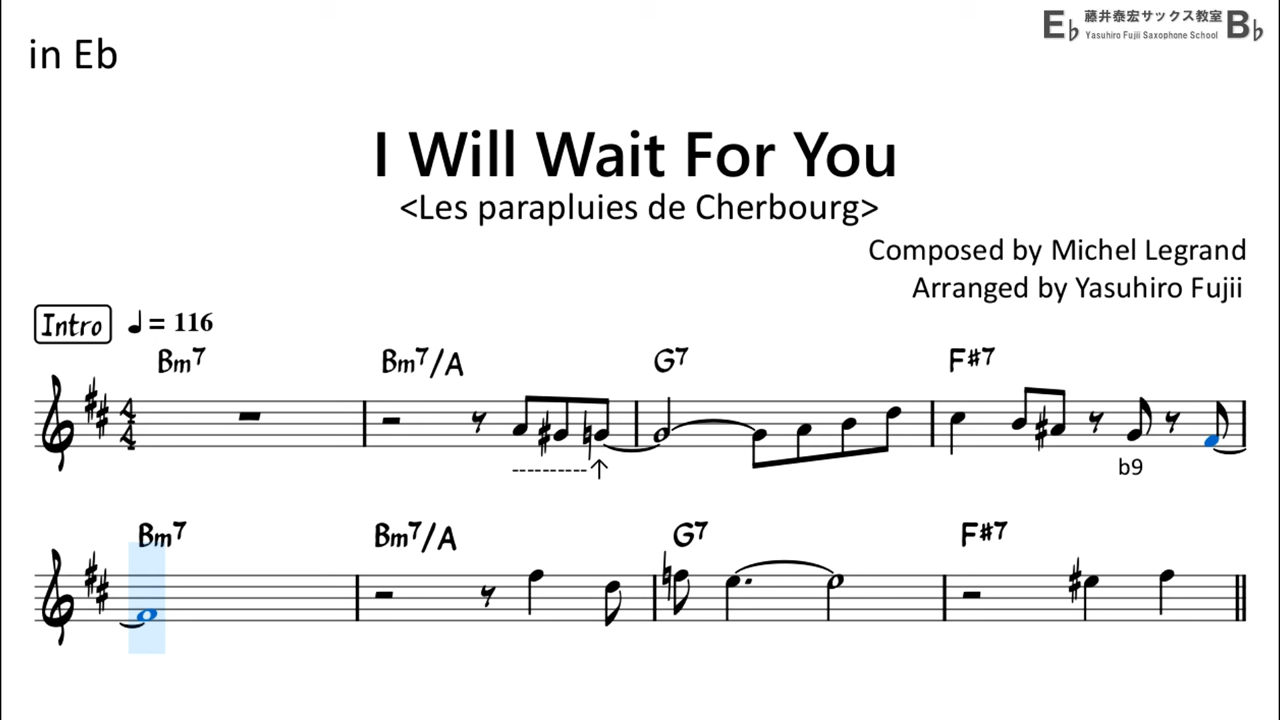 in Eb
E♭ 藤井泰宏サックス教室 B♭
Yasuhiro Fujii Saxophone School
I Will Wait For You
<Les parapluies de Cherbourg>
Composed by Michel Legrand
Arranged by Yasuhiro Fujii
Intro ♩= 116
Bm7 Bm7/A G7 F#7
4
4
----------↑ b9
Bm7 Bm7/A G7 F#7